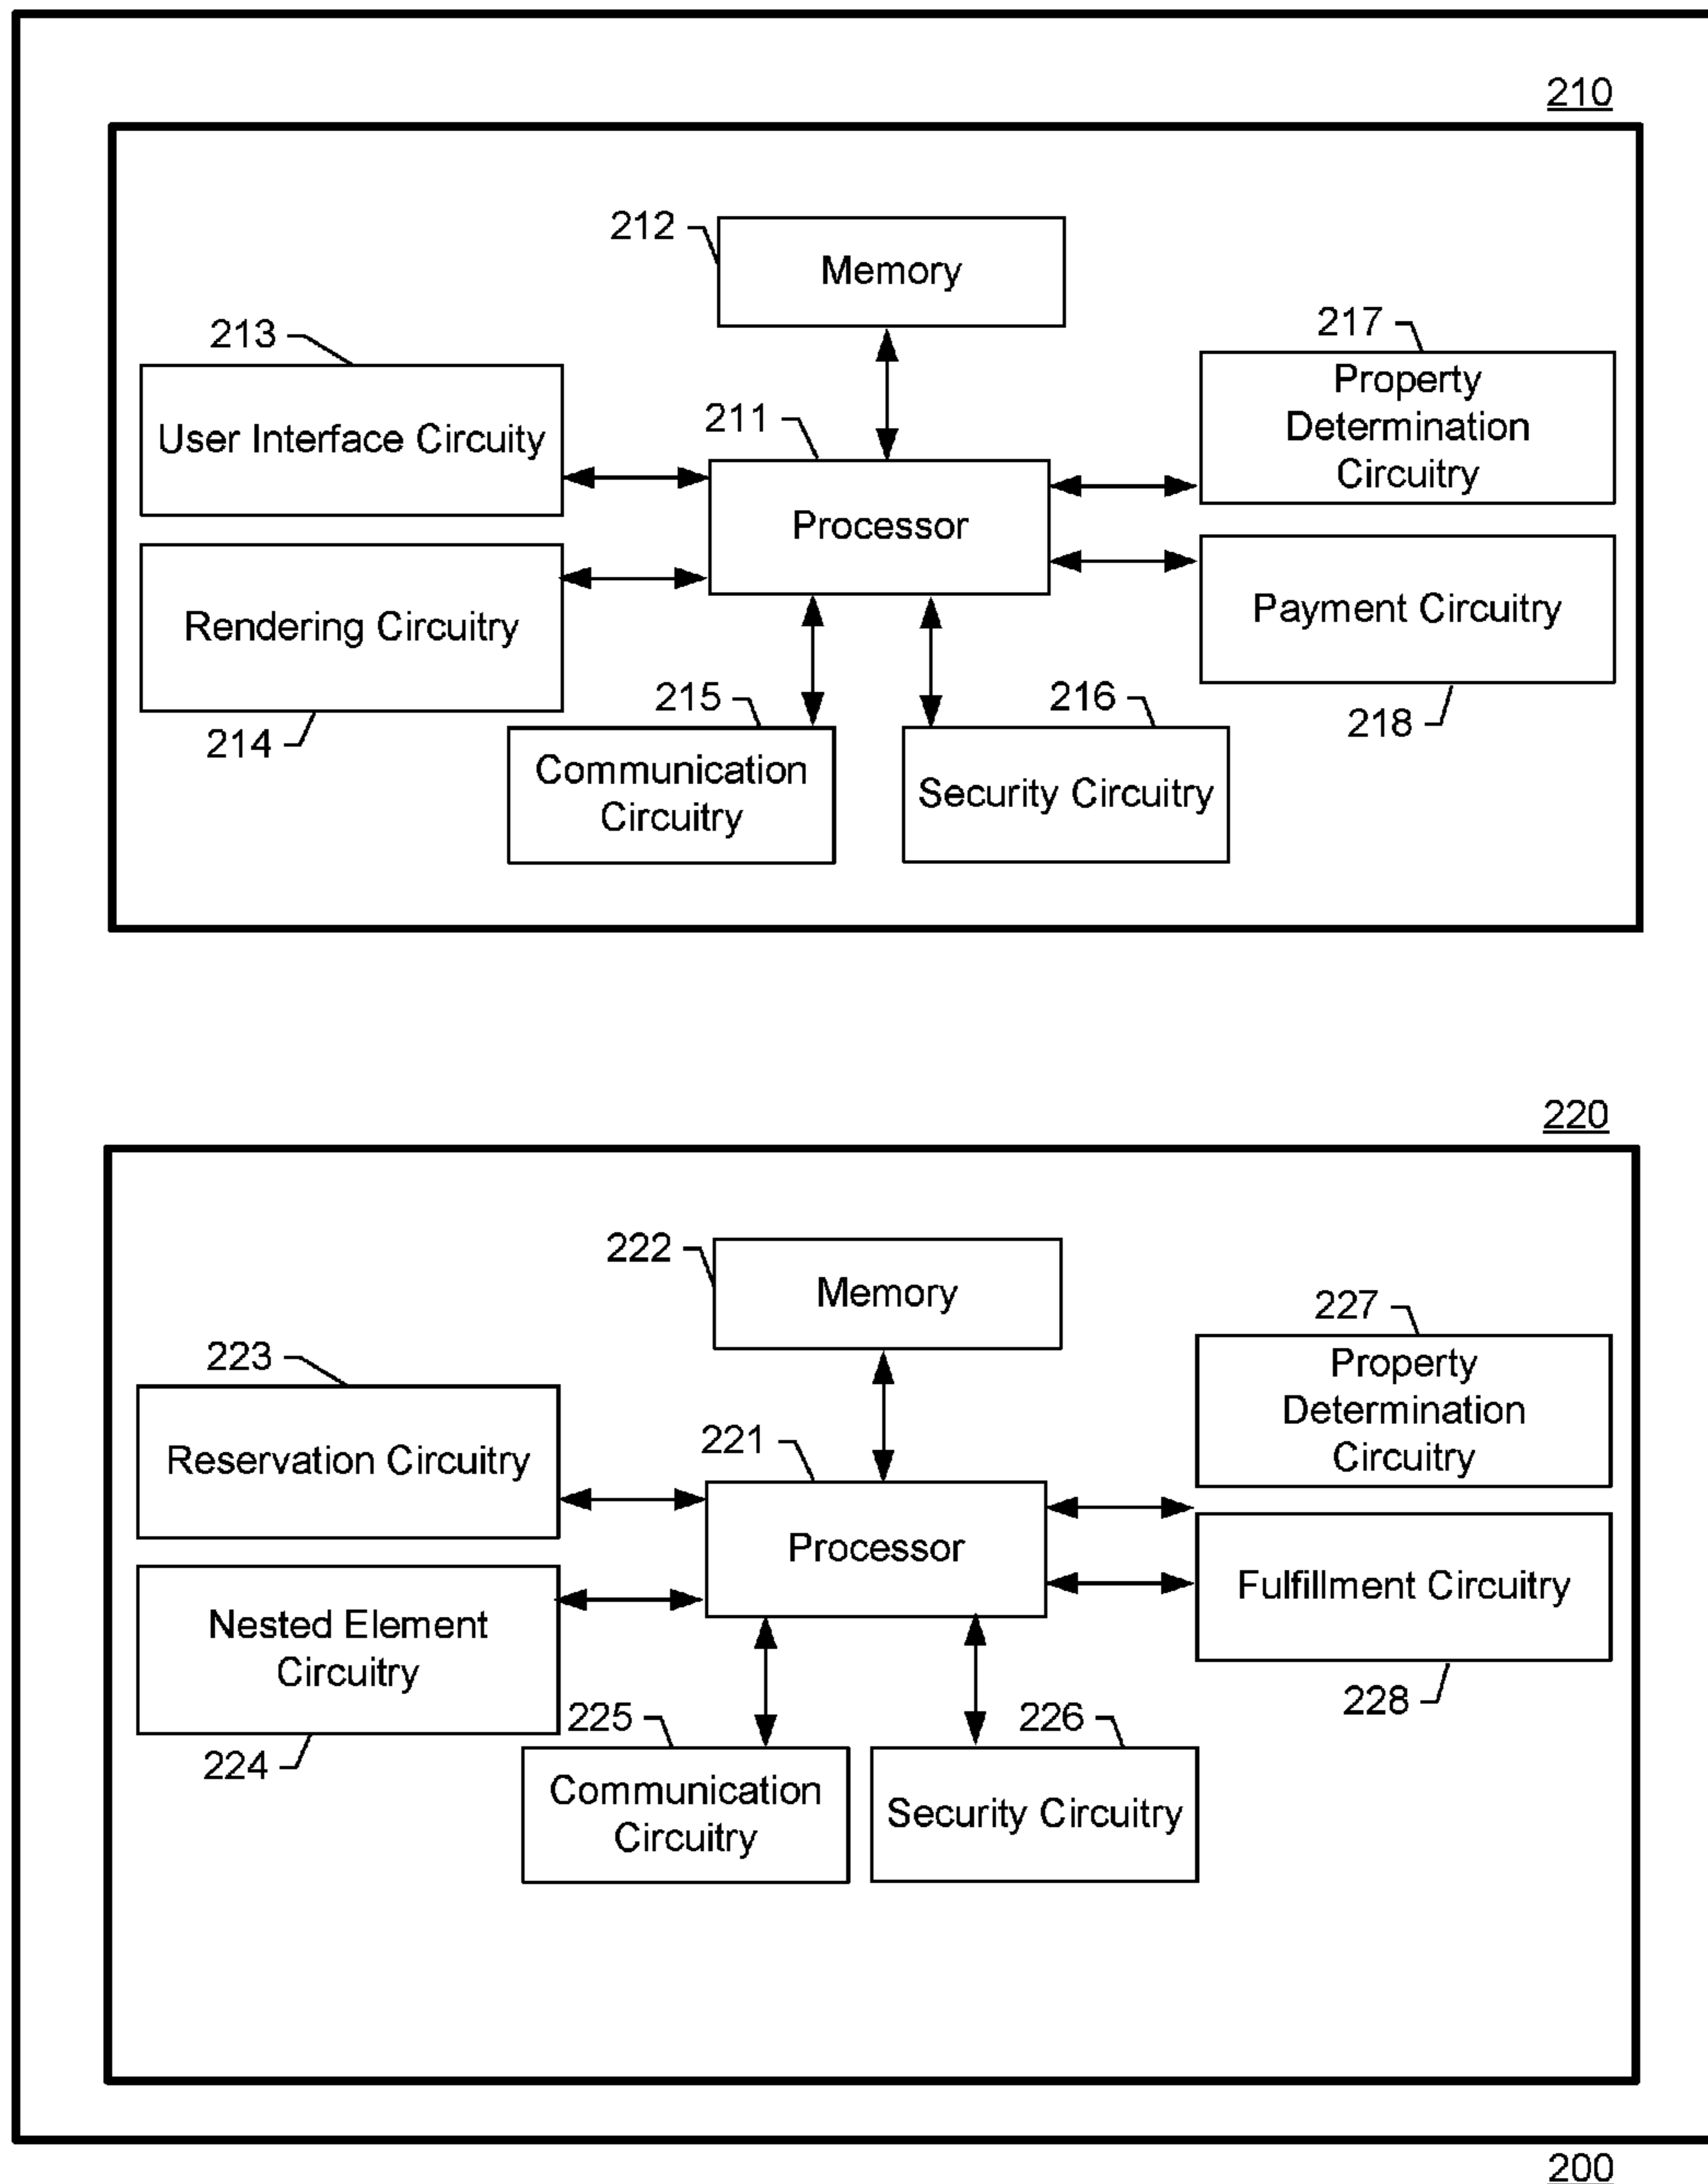 210
212
Memory
217
213
Property
Determination
Circuitry
User Interface Circuity
211
Processor
Rendering Circuitry
Payment Circuitry
214
215
216
218
Communication
Circuitry
Security Circuitry
220
222
Memory
227
223
Property
Determination
Circuitry
Reservation Circuitry
221
Processor
Nested Element
Circuitry
Fulfillment Circuitry
224
225
226
228
Communication
Circuitry
Security Circuitry
200